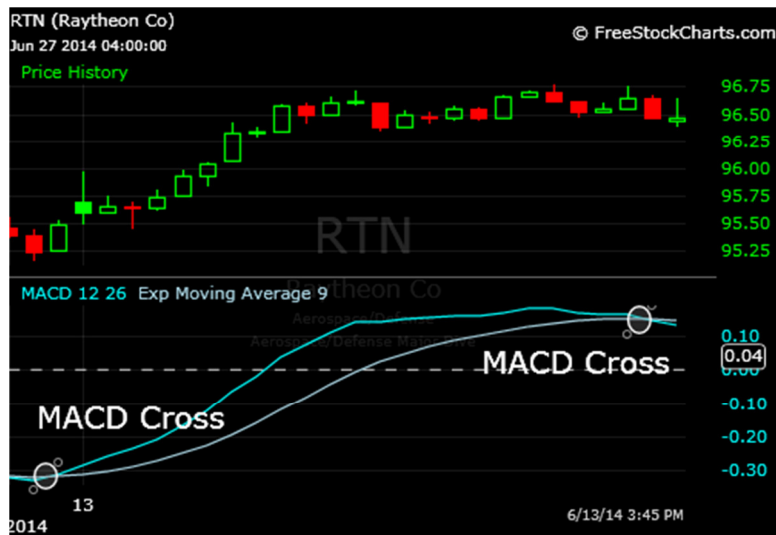 RTN (Raytheon Co)
Jun 27 2014 04:00:00
© FreeStockCharts.com
Price History
96.75
96.50
96.25
96.00
95.75
95.50
95.25
RTN
Raytheon Co
Aerospace/Defense
Aerospace/Defense Major Dive
MACD 12 26 Exp Moving Average 9
0.10
0.04
0.00
-0.10
-0.20
-0.30
MACD Cross
MACD Cross
13
2014
6/13/14 3:45 PM